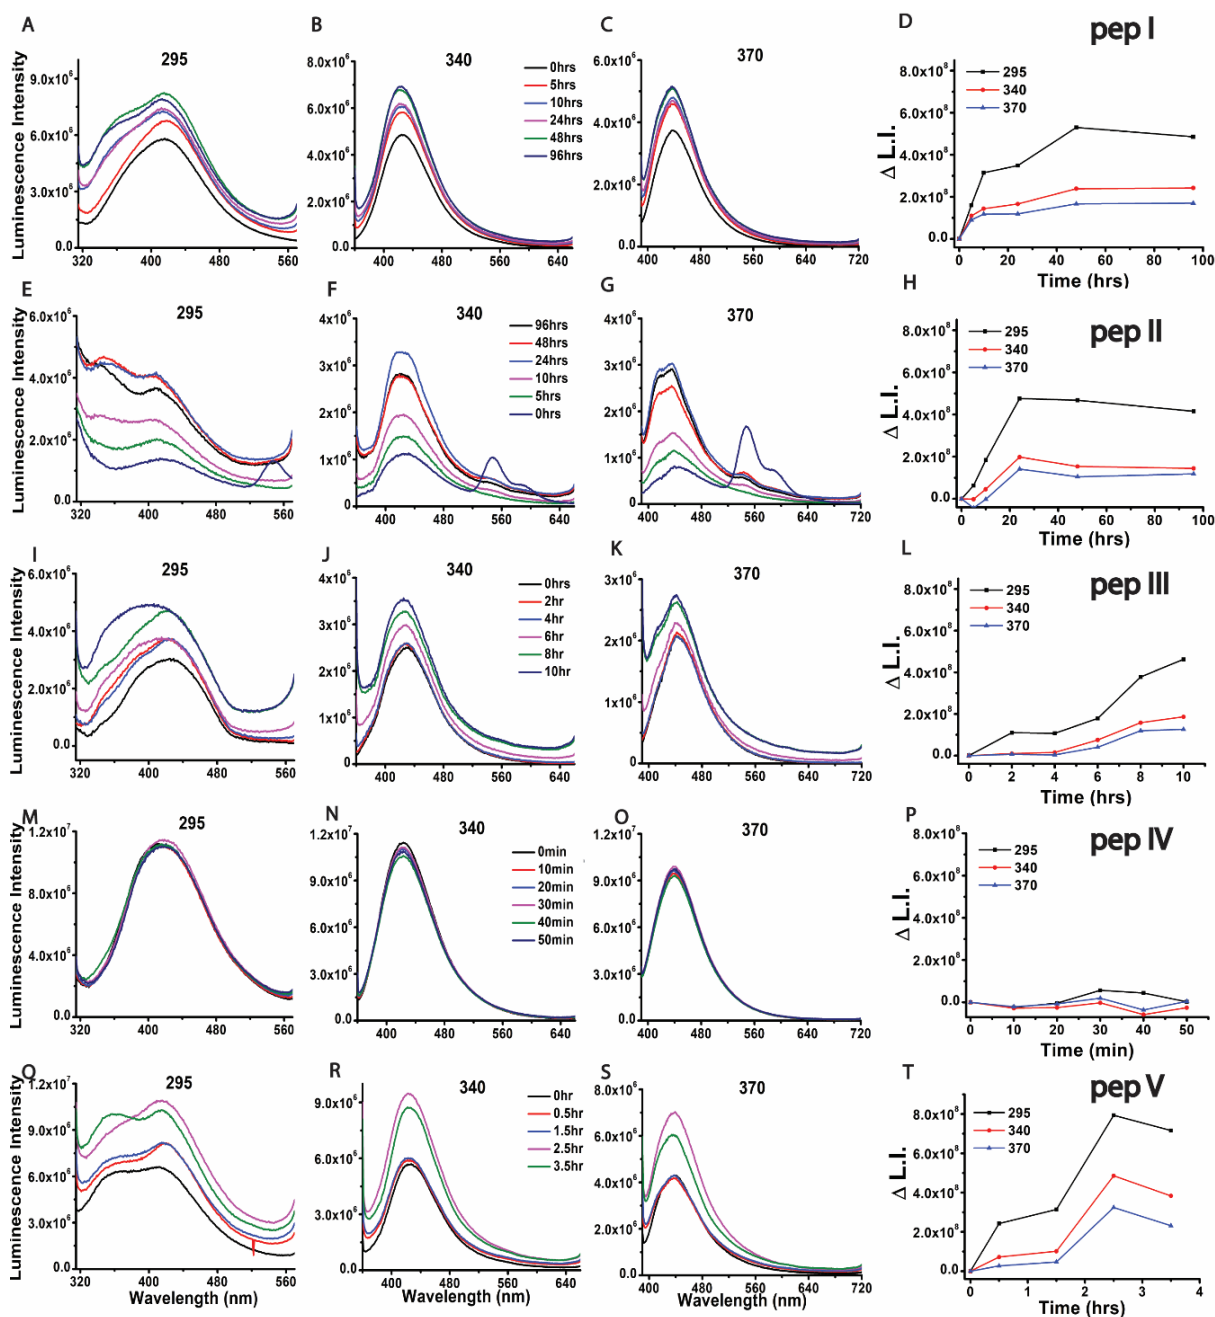 A B C D pep I
295 340 370
Luminescence Intensity
9.0x10⁶
6.0x10⁶
3.0x10⁶
0.0
320 400 480 560
8.0x10⁶
6.0x10⁶
4.0x10⁶
2.0x10⁶
0.0
400 480 560 640
0hrs
5hrs
10hrs
24hrs
48hrs
96hrs
6.0x10⁶
4.0x10⁶
2.0x10⁶
0.0
400 480 560 640 720
Δ L.I.
8.0x10⁸
6.0x10⁸
4.0x10⁸
2.0x10⁸
0.0
295
340
370
0 20 40 60 80 100
Time (hrs)
E F G H pep II
295 340 370
Luminescence Intensity
6.0x10⁶
4.0x10⁶
2.0x10⁶
0.0
320 400 480 560
4x10⁶
3x10⁶
2x10⁶
1x10⁶
0
400 480 560 640
96hrs
48hrs
24hrs
10hrs
5hrs
0hrs
4x10⁶
3x10⁶
2x10⁶
1x10⁶
0
400 480 560 640 720
Δ L.I.
8.0x10⁸
6.0x10⁸
4.0x10⁸
2.0x10⁸
0.0
295
340
370
0 20 40 60 80 100
Time (hrs)
I J K L pep III
295 340 370
Luminescence Intensity
6.0x10⁶
4.0x10⁶
2.0x10⁶
0.0
320 400 480 560
4x10⁶
3x10⁶
2x10⁶
1x10⁶
0
400 480 560 640
0hrs
2hr
4hr
6hr
8hr
10hr
3x10⁶
2x10⁶
1x10⁶
0
400 480 560 640 720
Δ L.I.
8.0x10⁸
6.0x10⁸
4.0x10⁸
2.0x10⁸
0.0
295
340
370
0 2 4 6 8 10
Time (hrs)
M N O P pep IV
295 340 370
Luminescence Intensity
1.2x10⁷
8.0x10⁶
4.0x10⁶
0.0
320 400 480 560
1.2x10⁷
9.0x10⁶
6.0x10⁶
3.0x10⁶
0.0
400 480 560 640
0min
10min
20min
30min
40min
50min
1.2x10⁷
9.0x10⁶
6.0x10⁶
3.0x10⁶
0.0
400 480 560 640 720
Δ L.I.
8.0x10⁸
6.0x10⁸
4.0x10⁸
2.0x10⁸
0.0
295
340
370
0 10 20 30 40 50
Time (min)
Q R S T pep V
295 340 370
Luminescence Intensity
1.2x10⁷
9.0x10⁶
6.0x10⁶
3.0x10⁶
0.0
320 400 480 560
Wavelength (nm)
9.0x10⁶
6.0x10⁶
3.0x10⁶
0.0
400 480 560 640
0hr
0.5hr
1.5hr
2.5hr
3.5hr
8.0x10⁶
6.0x10⁶
4.0x10⁶
2.0x10⁶
0.0
400 480 560 640 720
Wavelength (nm)
Δ L.I.
8.0x10⁸
6.0x10⁸
4.0x10⁸
2.0x10⁸
0.0
295
340
370
0 1 2 3 4
Time (hrs)